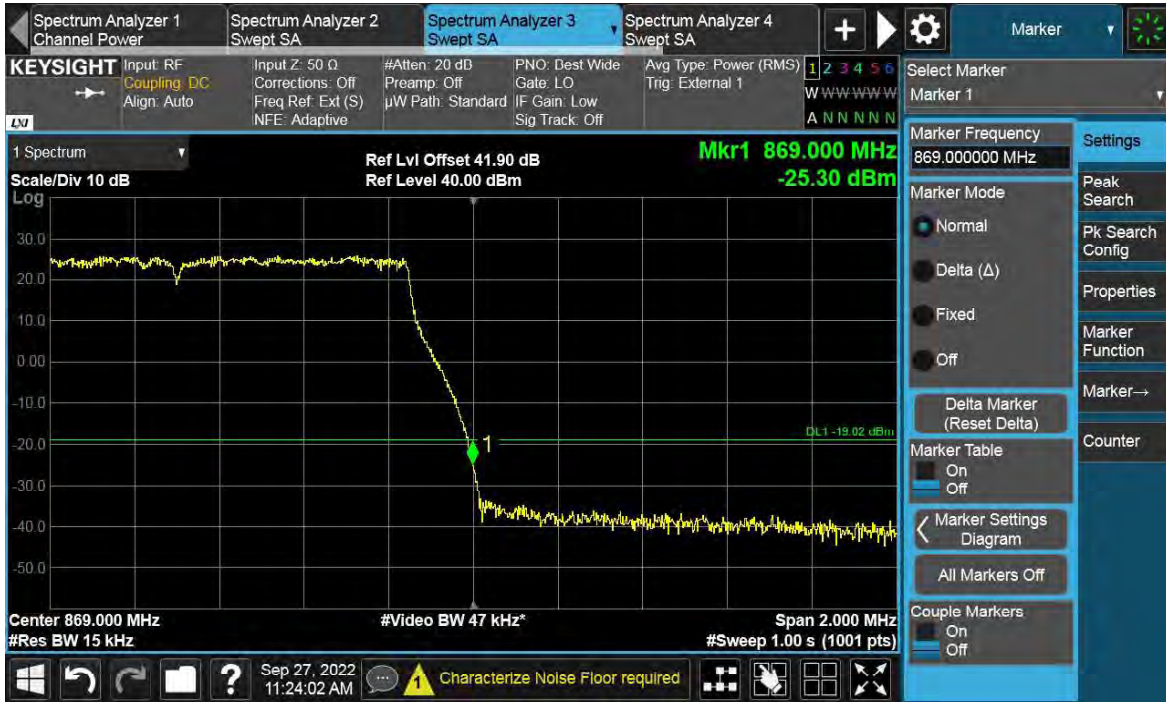 Spectrum Analyzer 1
Channel Power
Spectrum Analyzer 2
Swept SA
Spectrum Analyzer 3
Swept SA
Spectrum Analyzer 4
Swept SA
+
Marker
KEYSIGHT
LXI
Input: RF
Coupling: DC
Align: Auto
Input Z: 50 Ω
Corrections: Off
Freq Ref: Ext (S)
NFE: Adaptive
#Atten: 20 dB
Preamp: Off
µW Path: Standard
PNO: Best Wide
Gate: LO
IF Gain: Low
Sig Track: Off
Avg Type: Power (RMS)
Trig: External 1
1 2 3 4 5 6
W W W W W W
A N N N N N
Select Marker
Marker 1
1 Spectrum
Scale/Div 10 dB
Log
Ref Lvl Offset 41.90 dB
Ref Level 40.00 dBm
Mkr1 869.000 MHz
-25.30 dBm
30.0
20.0
10.0
0.00
-10.0
-20.0
-30.0
-40.0
-50.0
DL1 -19.02 dBm
1
Center 869.000 MHz
#Res BW 15 kHz
#Video BW 47 kHz*
Span 2.000 MHz
#Sweep 1.00 s (1001 pts)
Marker Frequency
869.000000 MHz
Marker Mode
Normal
Delta (Δ)
Fixed
Off
Delta Marker
(Reset Delta)
Marker Table
On
Off
Marker Settings
Diagram
All Markers Off
Couple Markers
On
Off
Settings
Peak
Search
Pk Search
Config
Properties
Marker
Function
Marker→
Counter
?
Sep 27, 2022
11:24:02 AM
1
Characterize Noise Floor required